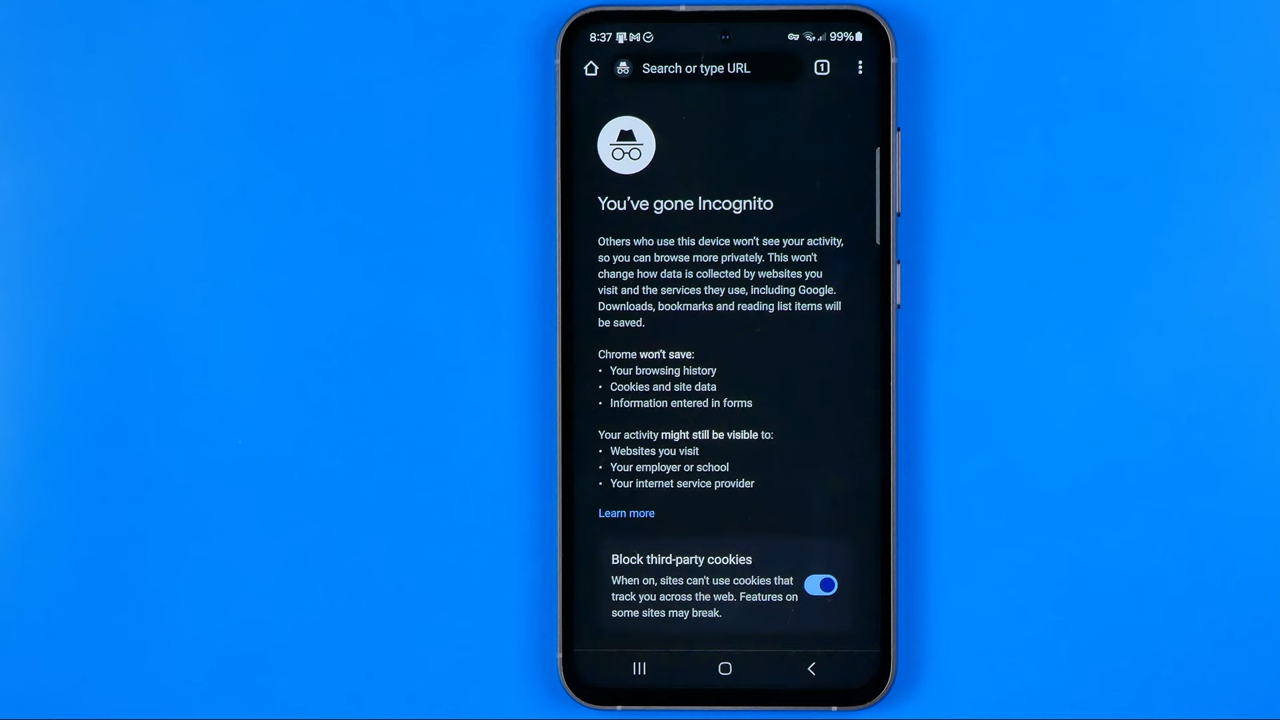 8:37 99%
Search or type URL 1
You've gone Incognito
Others who use this device won't see your activity,
so you can browse more privately. This won't
change how data is collected by websites you
visit and the services they use, including Google.
Downloads, bookmarks and reading list items will
be saved.
Chrome won't save:
• Your browsing history
• Cookies and site data
• Information entered in forms
Your activity might still be visible to:
• Websites you visit
• Your employer or school
• Your internet service provider
Learn more
Block third-party cookies
When on, sites can't use cookies that
track you across the web. Features on
some sites may break.